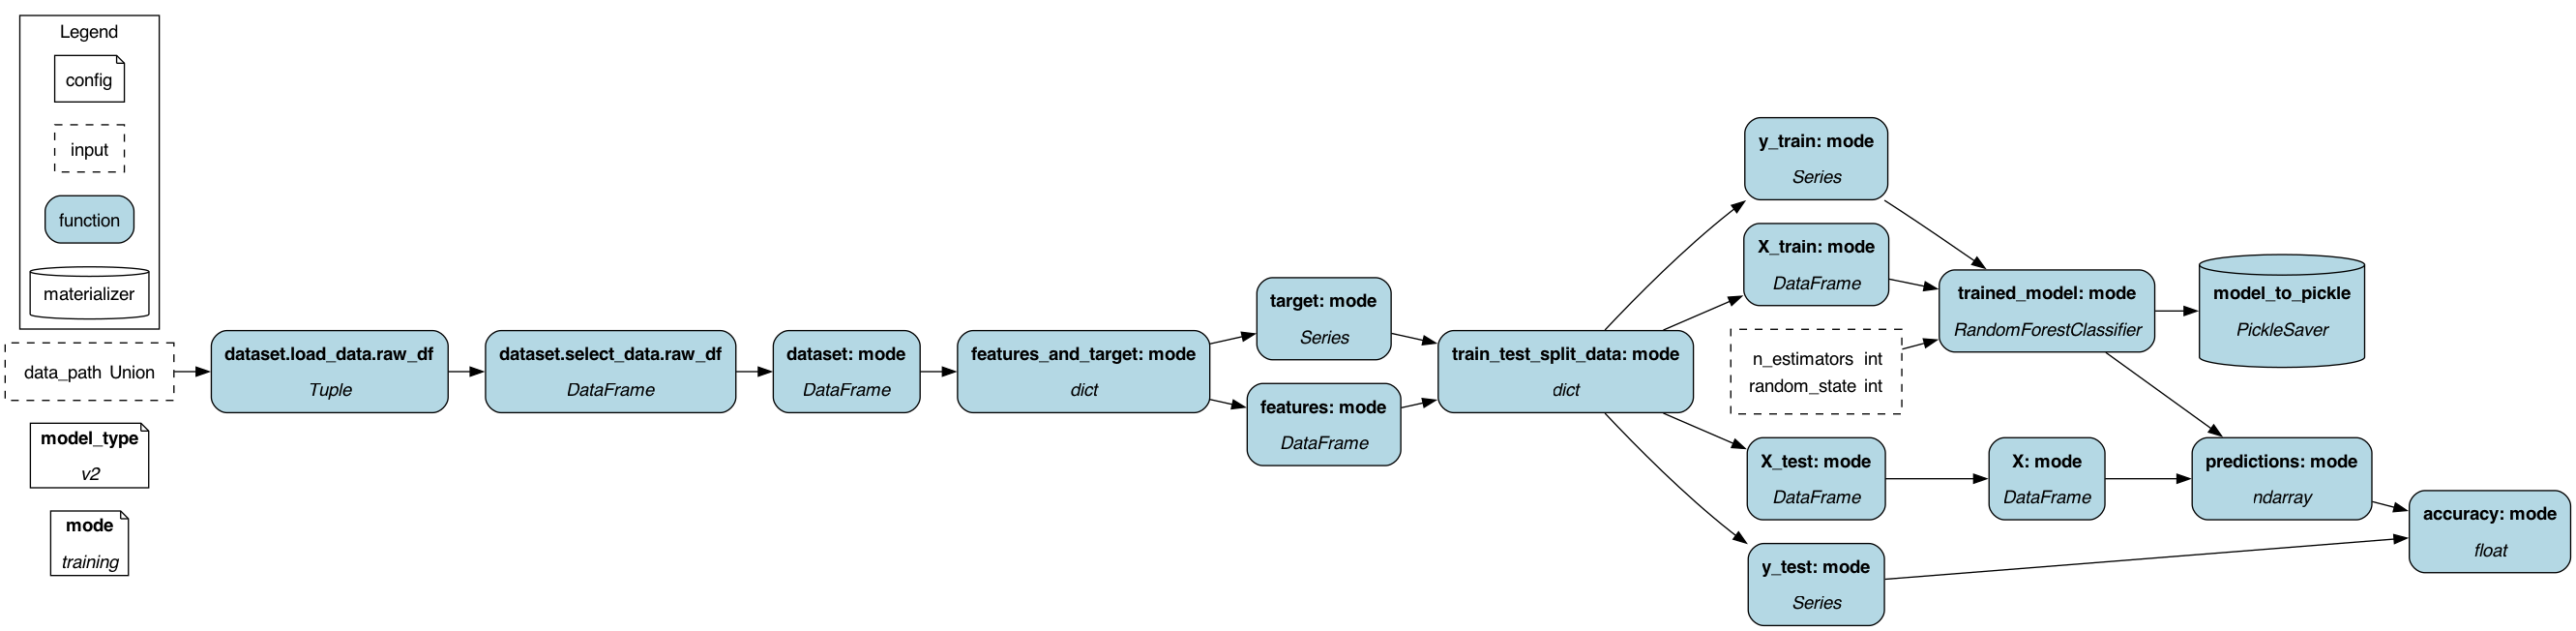 Legend
config
input
function
materializer
data_path Union
model_type
v2
mode
training
dataset.load_data.raw_df
Tuple
dataset.select_data.raw_df
DataFrame
dataset: mode
DataFrame
features_and_target: mode
dict
target: mode
Series
features: mode
DataFrame
train_test_split_data: mode
dict
y_train: mode
Series
X_train: mode
DataFrame
n_estimators int
random_state int
X_test: mode
DataFrame
y_test: mode
Series
trained_model: mode
RandomForestClassifier
X: mode
DataFrame
model_to_pickle
PickleSaver
predictions: mode
ndarray
accuracy: mode
float